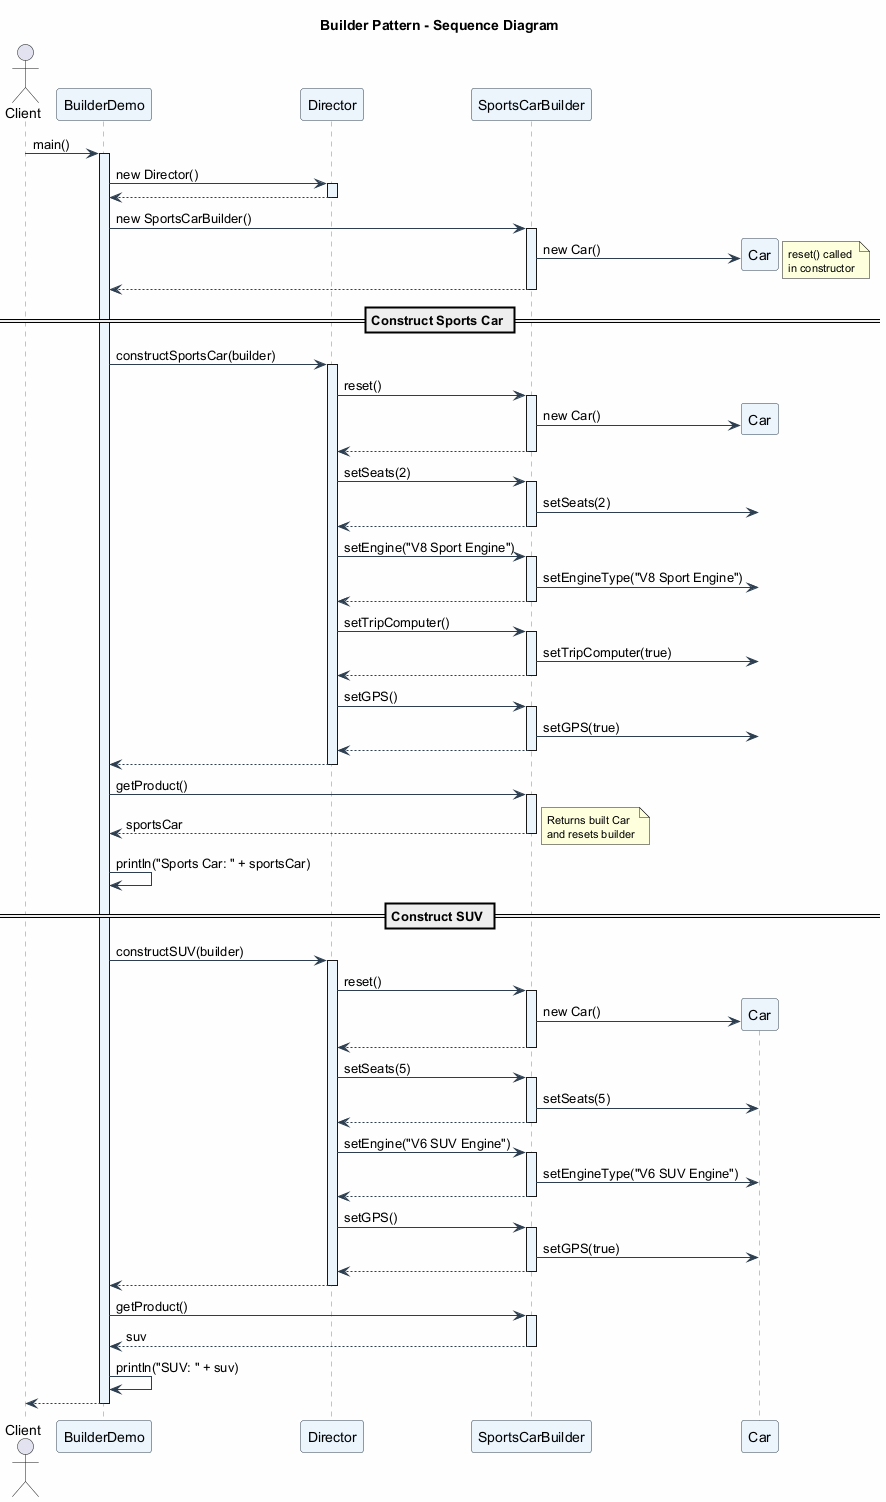 Builder Pattern - Sequence Diagram
Client
BuilderDemo
Director
SportsCarBuilder
main()
new Director()
new SportsCarBuilder()
new Car()
Car
reset() called
in constructor
Construct Sports Car
constructSportsCar(builder)
reset()
new Car()
Car
setSeats(2)
setSeats(2)
setEngine("V8 Sport Engine")
setEngineType("V8 Sport Engine")
setTripComputer()
setTripComputer(true)
setGPS()
setGPS(true)
getProduct()
Returns built Car
and resets builder
sportsCar
println("Sports Car: " + sportsCar)
Construct SUV
constructSUV(builder)
reset()
new Car()
Car
setSeats(5)
setSeats(5)
setEngine("V6 SUV Engine")
setEngineType("V6 SUV Engine")
setGPS()
setGPS(true)
getProduct()
suv
println("SUV: " + suv)
Client
BuilderDemo
Director
SportsCarBuilder
Car